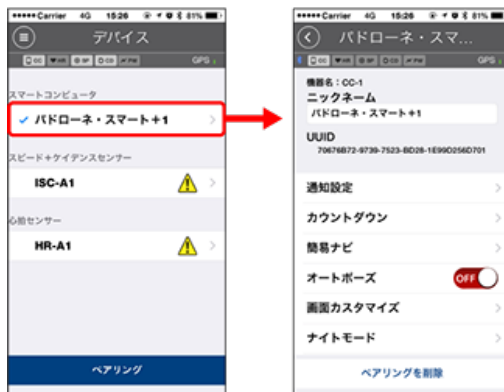 ●●●●●Carrier 4G 15:26 81%
デバイス
CC HR SP CD PW GPS
スマートコンピュータ
パドローネ・スマート+1
スピード+ケイデンスセンサー
ISC-A1
心拍センサー
HR-A1
ペアリング
●●●●●Carrier 4G 15:26 81%
パドローネ・スマ...
GPS
機器名：CC-1
ニックネーム
パドローネ・スマート+1
UUID
70676B72-9739-7523-BD28-1E99D256D701
通知設定
カウントダウン
簡易ナビ
オートポーズ
OFF
画面カスタマイズ
ナイトモード
ペアリングを削除